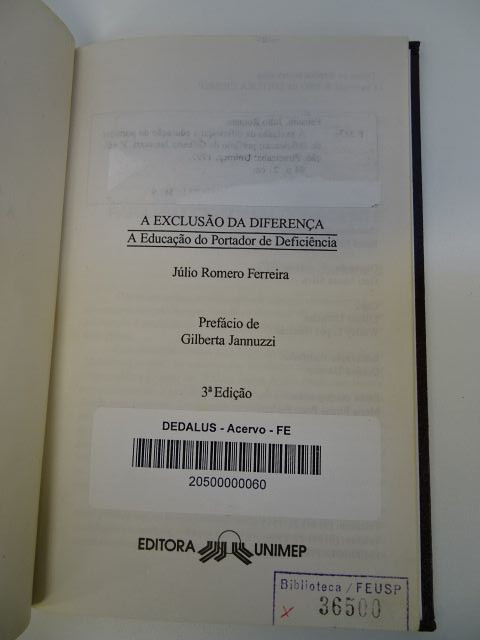 A EXCLUSÃO DA DIFERENÇA
A Educação do Portador de Deficiência
Júlio Romero Ferreira
Prefácio de
Gilberta Jannuzzi
3ª Edição
DEDALUS - Acervo - FE
20500000060
EDITORA UNIMEP
Biblioteca / FEUSP
x 36500